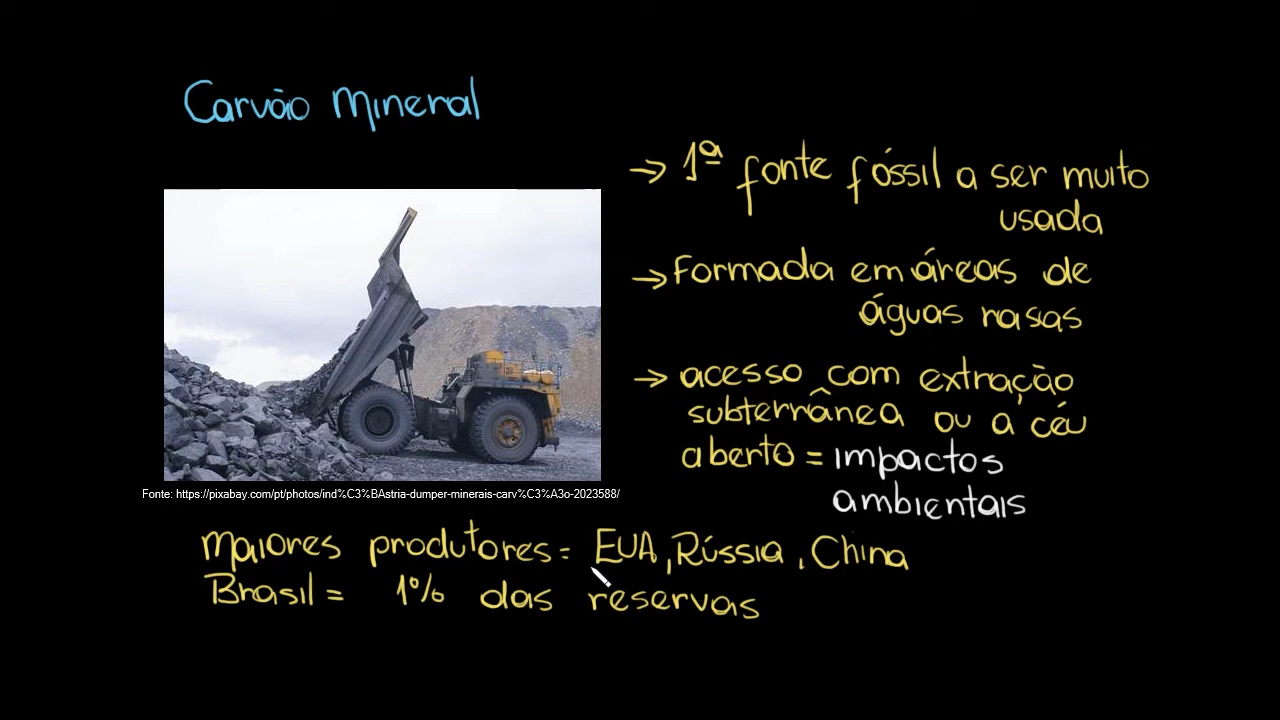 Carvão Mineral
→ 1ª fonte fóssil a ser muito
usada
→ Formada em áreas de
águas rasas
→ acesso com extração
subterrânea ou a céu
aberto = impactos
ambientais
Fonte: https://pixabay.com/pt/photos/ind%C3%BAstria-dumper-minerais-carv%C3%A3o-2023588/
Maiores produtores = EUA, Rússia, China
Brasil = 1% das reservas